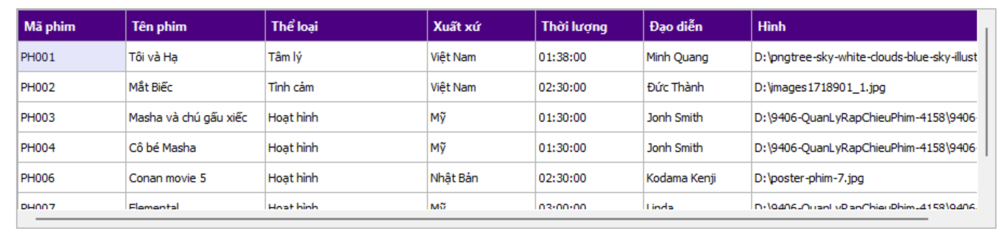 Mã phim Tên phim Thể loại Xuất xứ Thời lượng Đạo diễn Hình
PH001 Tôi và Hạ Tâm lý Việt Nam 01:38:00 Minh Quang D:\pngtree-sky-white-clouds-blue-sky-illust
PH002 Mắt Biếc Tình cảm Việt Nam 02:30:00 Đức Thành D:\images1718901_1.jpg
PH003 Masha và chú gấu xiếc Hoạt hình Mỹ 01:30:00 Jonh Smith D:\9406-QuanLyRapChieuPhim-4158\9406-
PH004 Cô bé Masha Hoạt hình Mỹ 01:30:00 Jonh Smith D:\9406-QuanLyRapChieuPhim-4158\9406-
PH006 Conan movie 5 Hoạt hình Nhật Bản 02:30:00 Kodama Kenji D:\poster-phim-7.jpg
PH007 Elemental Hoạt hình Mỹ 03:00:00 Linda D:\9406-QuanLyRapChieuPhim-4158\9406-